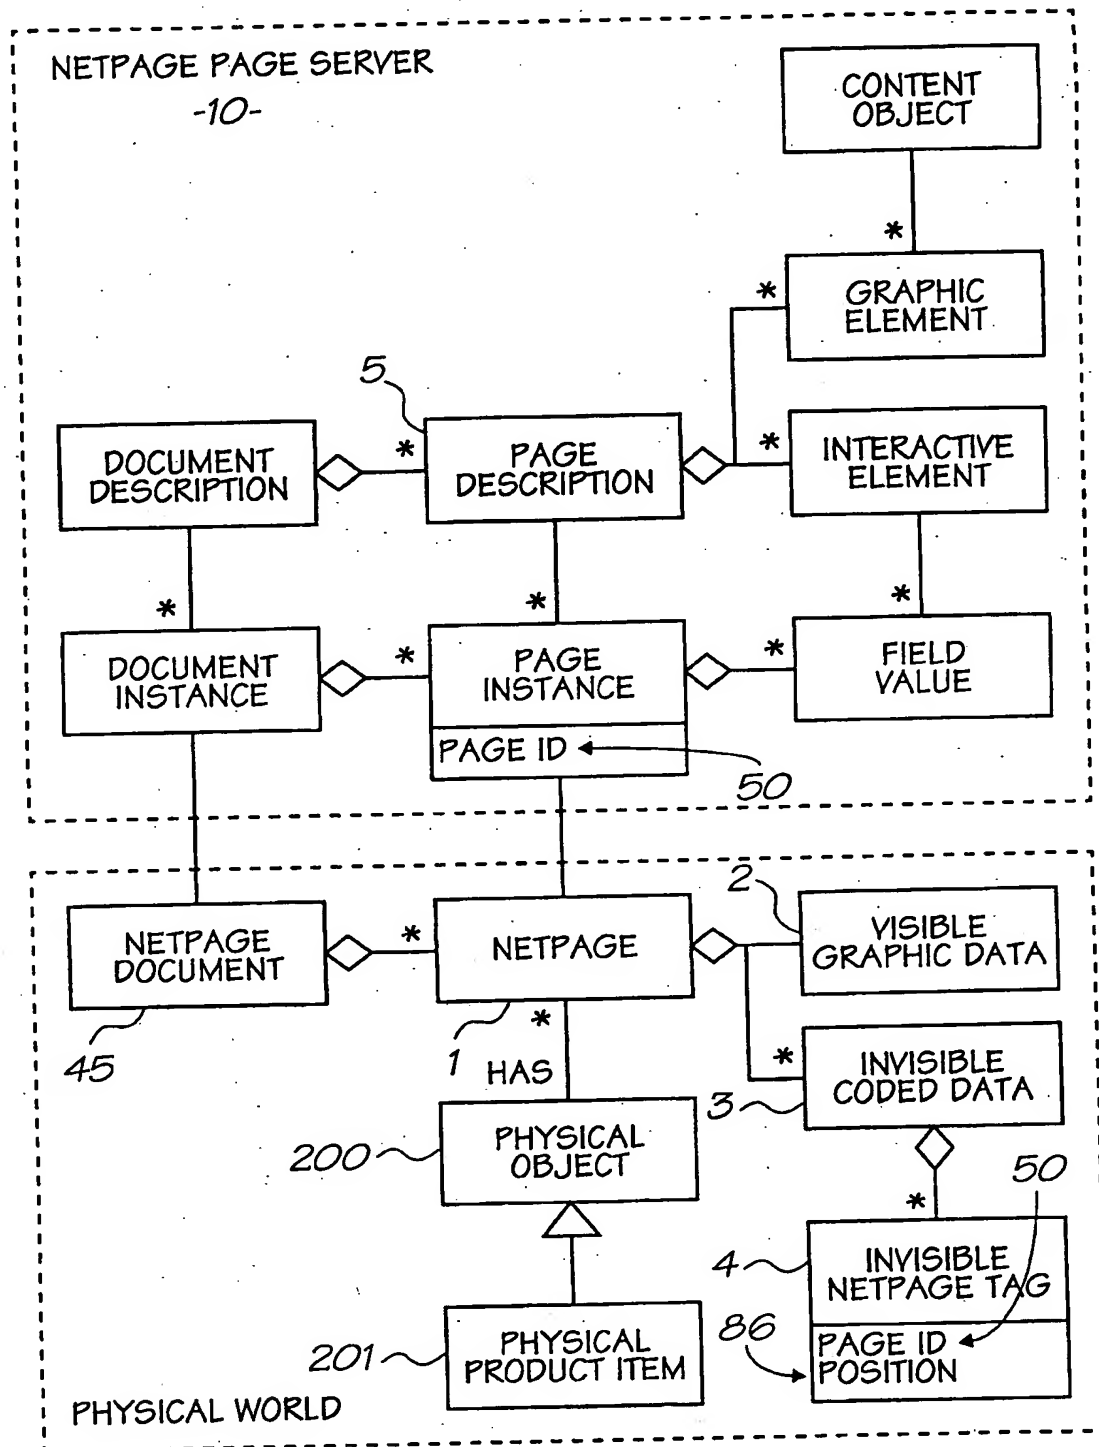 NETPAGE PAGE SERVER
-10-
CONTENT
OBJECT
*
*
GRAPHIC
ELEMENT
5
DOCUMENT
DESCRIPTION
*
PAGE
DESCRIPTION
*
INTERACTIVE
ELEMENT
*
*
*
DOCUMENT
INSTANCE
*
PAGE
INSTANCE
*
FIELD
VALUE
PAGE ID
50
2
VISIBLE
GRAPHIC DATA
NETPAGE
DOCUMENT
*
NETPAGE
45
1
*
HAS
*
INVISIBLE
CODED DATA
3
200
PHYSICAL
OBJECT
50
*
4
INVISIBLE
NETPAGE TAG
86
PAGE ID
POSITION
201
PHYSICAL
PRODUCT ITEM
PHYSICAL WORLD